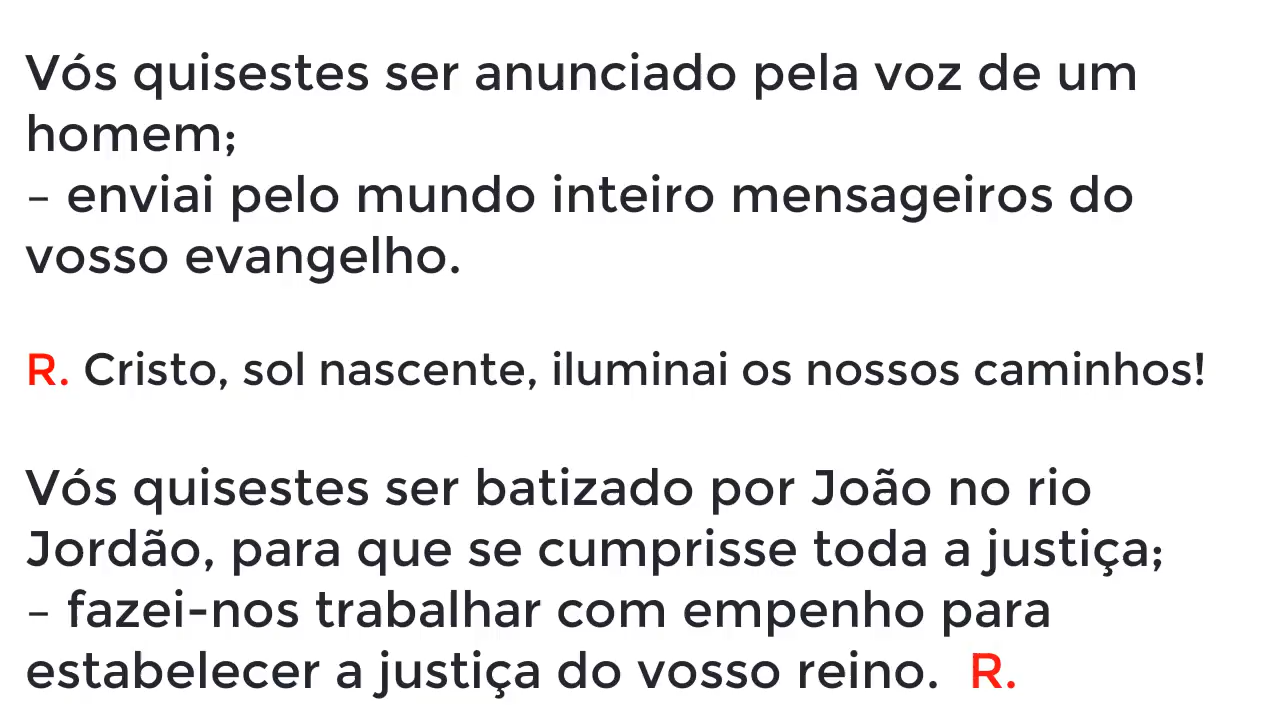 Vós quisestes ser anunciado pela voz de um
homem;
– enviai pelo mundo inteiro mensageiros do
vosso evangelho.
R. Cristo, sol nascente, iluminai os nossos caminhos!
Vós quisestes ser batizado por João no rio
Jordão, para que se cumprisse toda a justiça;
– fazei-nos trabalhar com empenho para
estabelecer a justiça do vosso reino. R.